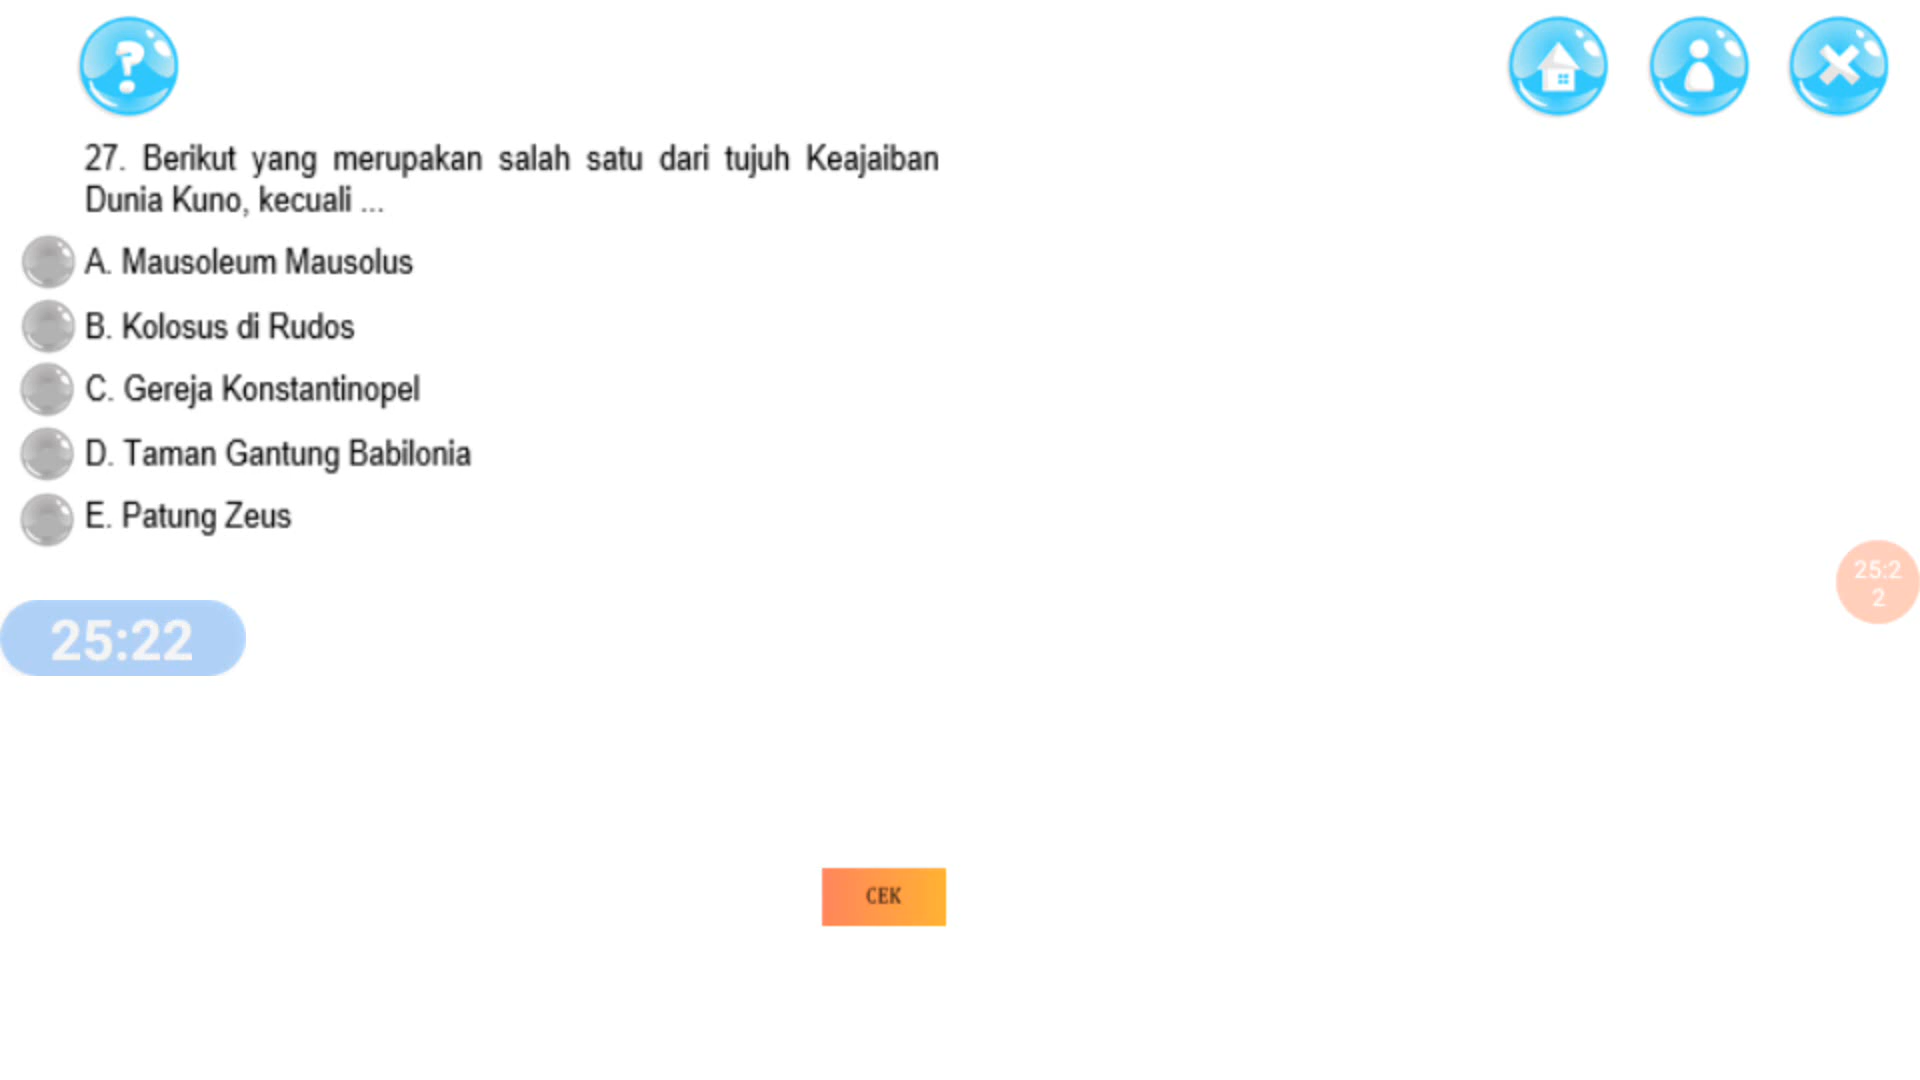 27. Berikut yang merupakan salah satu dari tujuh Keajaiban
Dunia Kuno, kecuali ...
A. Mausoleum Mausolus
B. Kolosus di Rudos
C. Gereja Konstantinopel
D. Taman Gantung Babilonia
E. Patung Zeus
25:2
2
25:22
CEK